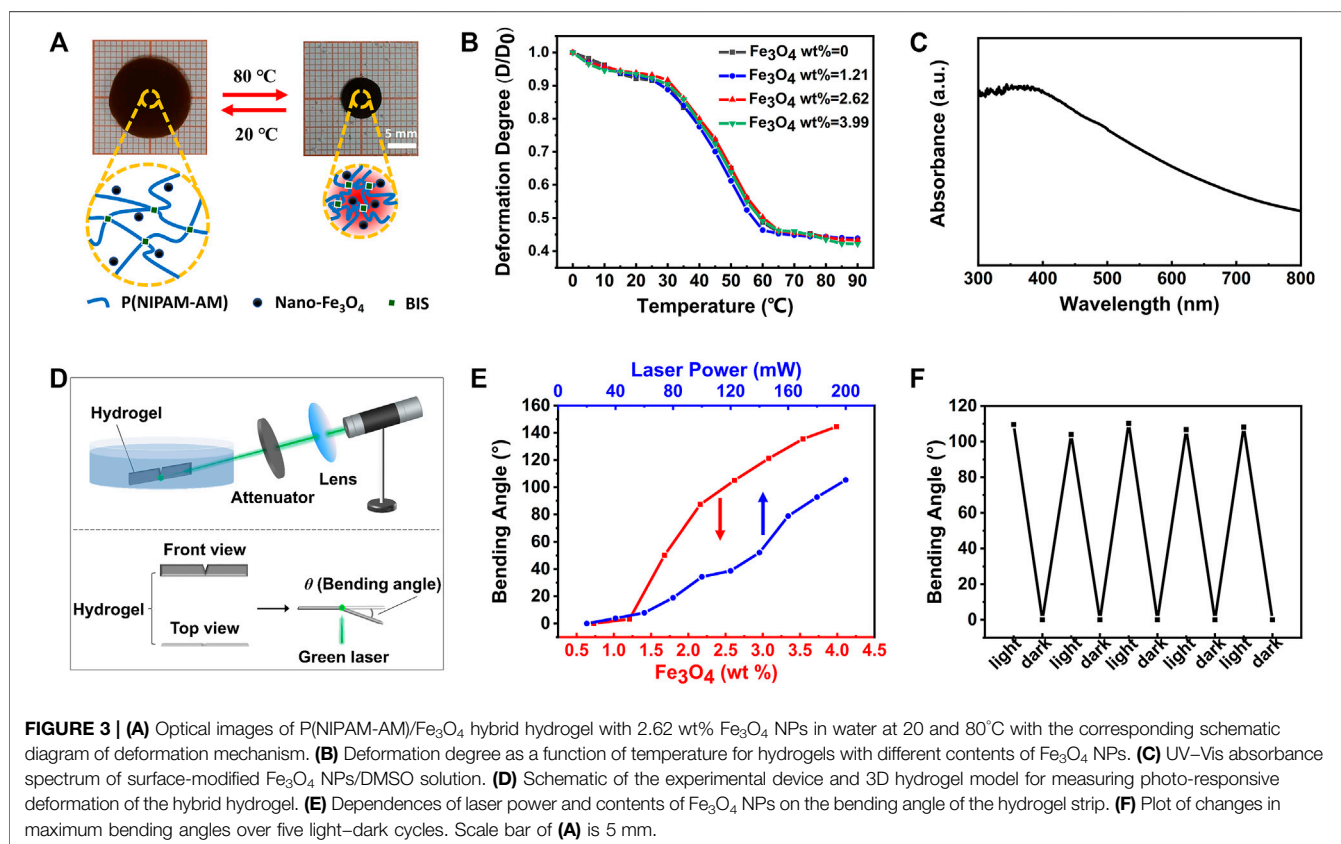 A
80 °C
20 °C
5 mm
P(NIPAM-AM)
Nano-Fe₃O₄
BIS
B
Deformation Degree (D/D₀)
1.0
0.9
0.8
0.7
0.6
0.5
0.4
Fe₃O₄ wt%=0
Fe₃O₄ wt%=1.21
Fe₃O₄ wt%=2.62
Fe₃O₄ wt%=3.99
0 10 20 30 40 50 60 70 80 90
Temperature (℃)
C
Absorbance (a.u.)
300 400 500 600 700 800
Wavelength (nm)
D
Hydrogel
Lens
Attenuator
Front view
θ (Bending angle)
Hydrogel
Top view
Green laser
E
Laser Power (mW)
0 40 80 120 160 200
Bending Angle (°)
160
140
120
100
80
60
40
20
0
0.5 1.0 1.5 2.0 2.5 3.0 3.5 4.0 4.5
Fe₃O₄ (wt %)
F
Bending Angle (°)
120
100
80
60
40
20
0
light dark light dark light dark light dark light dark
FIGURE 3 | (A) Optical images of P(NIPAM-AM)/Fe₃O₄ hybrid hydrogel with 2.62 wt% Fe₃O₄ NPs in water at 20 and 80°C with the corresponding schematic
diagram of deformation mechanism. (B) Deformation degree as a function of temperature for hydrogels with different contents of Fe₃O₄ NPs. (C) UV–Vis absorbance
spectrum of surface-modified Fe₃O₄ NPs/DMSO solution. (D) Schematic of the experimental device and 3D hydrogel model for measuring photo-responsive
deformation of the hybrid hydrogel. (E) Dependences of laser power and contents of Fe₃O₄ NPs on the bending angle of the hydrogel strip. (F) Plot of changes in
maximum bending angles over five light–dark cycles. Scale bar of (A) is 5 mm.